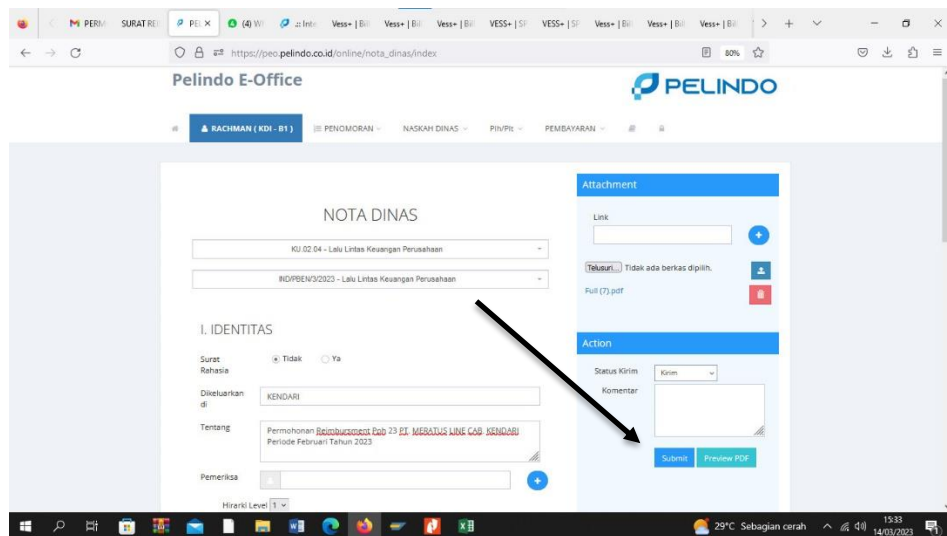 PERM
SURAT RE
PEI
(4) W
.:: Inte
Vess+ | Bil
Vess+ | Bil
Vess+ | Bil
VESS+ | SF
VESS+ | SF
Vess+ | Bil
Vess+ | Bil
Vess+ | Bil
https://peo.pelindo.co.id/online/nota_dinas/index
80%
Pelindo E-Office
PELINDO
RACHMAN ( KDI - B1 )
PENOMORAN
NASKAH DINAS
Plh/Plt
PEMBAYARAN
NOTA DINAS
KU.02.04 - Lalu Lintas Keuangan Perusahaan
IND/PBEN/3/2023 - Lalu Lintas Keuangan Perusahaan
I. IDENTITAS
Surat
Rahasia
Tidak
Ya
Dikeluarkan
di
KENDARI
Tentang
Permohonan Reimbursment Pph 23 PT. MERATUS LINE CAB. KENDARI
Periode Februari Tahun 2023
Pemeriksa
Hirarki Level 1
Attachment
Link
Telusuri... Tidak ada berkas dipilih.
Full (7).pdf
Action
Status Kirim
Kirim
Komentar
Submit
Preview PDF
29°C Sebagian cerah
15:33
14/03/2023